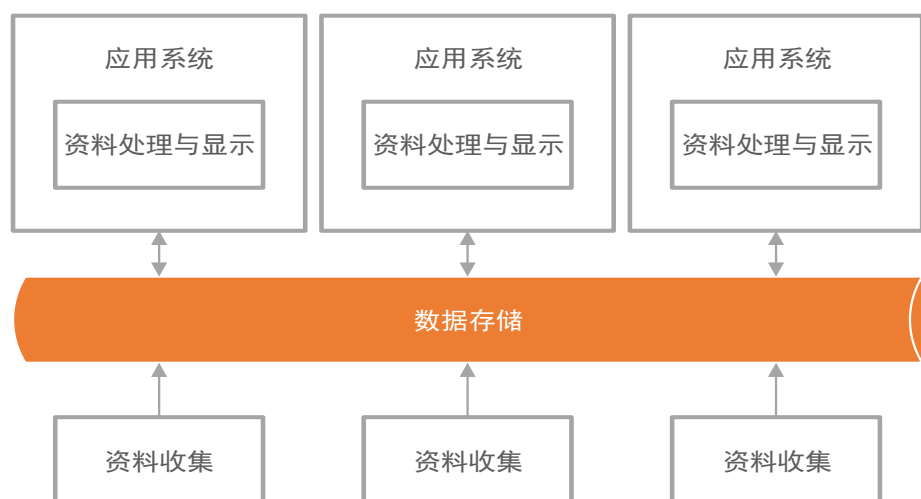 应用系统
应用系统
应用系统
资料处理与显示
资料处理与显示
资料处理与显示
数据存储
资料收集
资料收集
资料收集